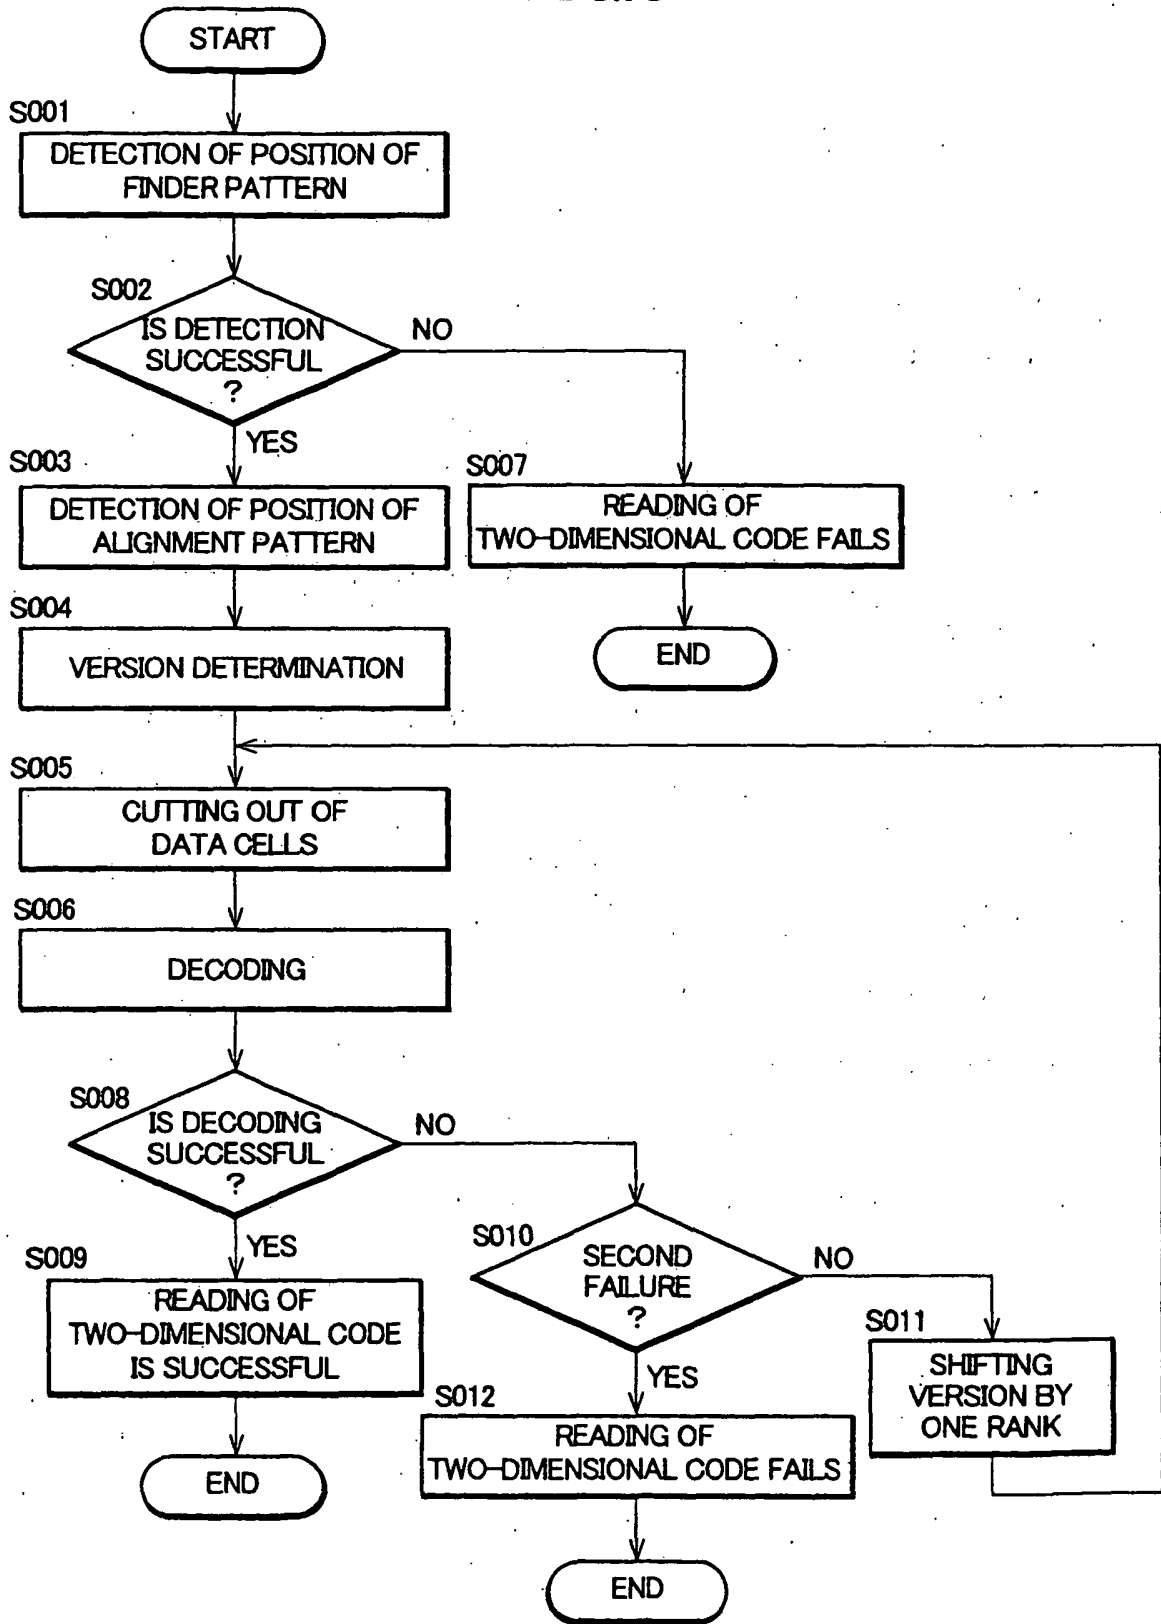 START
S001
DETECTION OF POSITION OF
FINDER PATTERN
S002
IS DETECTION
SUCCESSFUL
?
NO
YES
S003
DETECTION OF POSITION OF
ALIGNMENT PATTERN
S007
READING OF
TWO-DIMENSIONAL CODE FAILS
END
S004
VERSION DETERMINATION
S005
CUTTING OUT OF
DATA CELLS
S006
DECODING
S008
IS DECODING
SUCCESSFUL
?
NO
YES
S009
READING OF
TWO-DIMENSIONAL CODE
IS SUCCESSFUL
END
S010
SECOND
FAILURE
?
NO
YES
S011
SHIFTING
VERSION BY
ONE RANK
S012
READING OF
TWO-DIMENSIONAL CODE FAILS
END